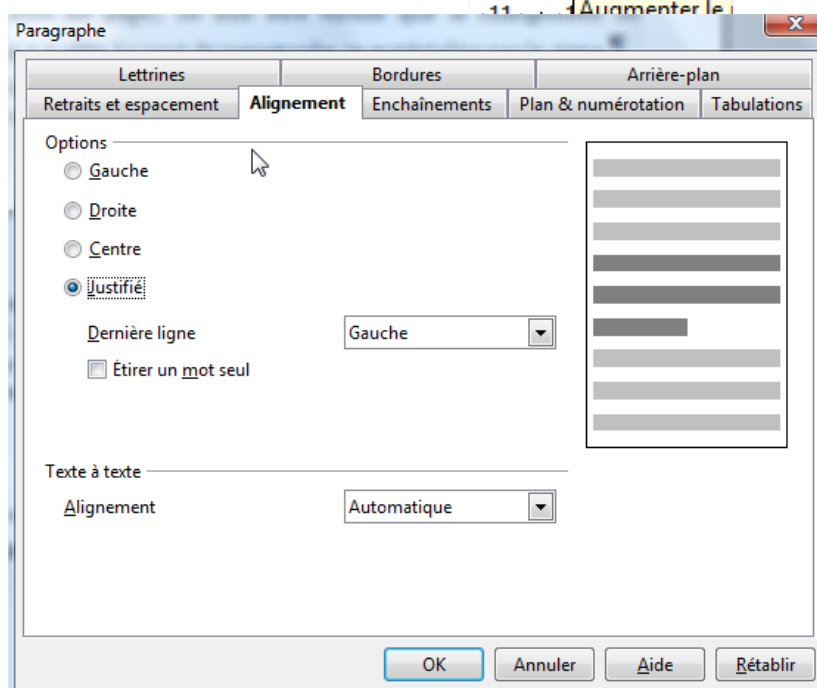 11 Augmenter le
Paragraphe
Lettrines Bordures Arrière-plan
Retraits et espacement Alignement Enchaînements Plan & numérotation Tabulations
Options
Gauche
Droite
Centre
Justifié
Dernière ligne Gauche
Étirer un mot seul
Texte à texte
Alignement Automatique
OK Annuler Aide Rétablir